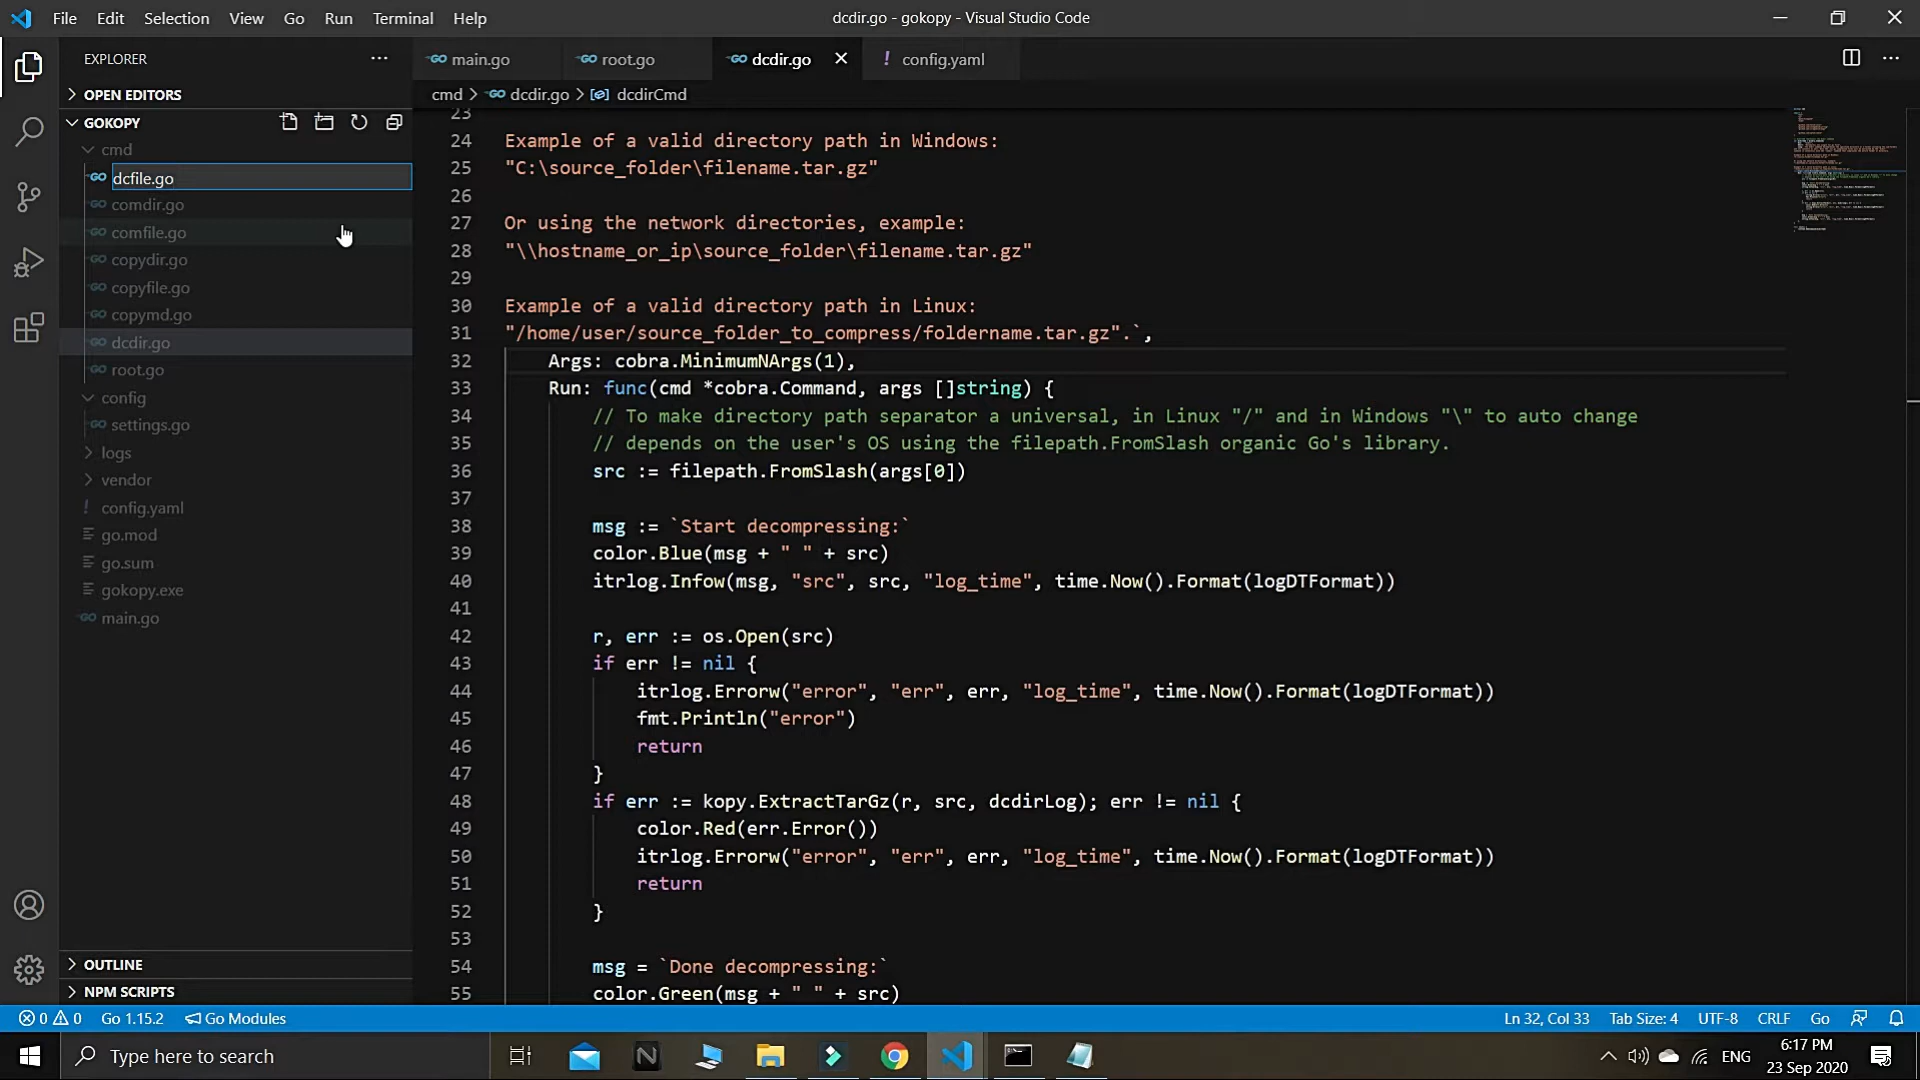 File Edit Selection View Go Run Terminal Help
dcdir.go - gokopy - Visual Studio Code
EXPLORER
OPEN EDITORS
GOKOPY
cmd
dcfile.go
comdir.go
comfile.go
copydir.go
copyfile.go
copymd.go
dcdir.go
root.go
config
settings.go
logs
vendor
config.yaml
go.mod
go.sum
gokopy.exe
main.go
OUTLINE
NPM SCRIPTS
main.go root.go dcdir.go ! config.yaml
cmd > dcdir.go > dcdirCmd
23
24 Example of a valid directory path in Windows:
25 "C:\source_folder\filename.tar.gz"
26
27 Or using the network directories, example:
28 "\\hostname_or_ip\source_folder\filename.tar.gz"
29
30 Example of a valid directory path in Linux:
31 "/home/user/source_folder_to_compress/foldername.tar.gz".`,
32 Args: cobra.MinimumNArgs(1),
33 Run: func(cmd *cobra.Command, args []string) {
34 // To make directory path separator a universal, in Linux "/" and in Windows "\" to auto change
35 // depends on the user's OS using the filepath.FromSlash organic Go's library.
36 src := filepath.FromSlash(args[0])
37
38 msg := `Start decompressing:`
39 color.Blue(msg + " " + src)
40 itrlog.Infow(msg, "src", src, "log_time", time.Now().Format(logDTFormat))
41
42 r, err := os.Open(src)
43 if err != nil {
44 itrlog.Errorw("error", "err", err, "log_time", time.Now().Format(logDTFormat))
45 fmt.Println("error")
46 return
47 }
48 if err := kopy.ExtractTarGz(r, src, dcdirLog); err != nil {
49 color.Red(err.Error())
50 itrlog.Errorw("error", "err", err, "log_time", time.Now().Format(logDTFormat))
51 return
52 }
53
54 msg = `Done decompressing:`
55 color.Green(msg + " " + src)
0 0 Go 1.15.2 Go Modules
Ln 32, Col 33 Tab Size: 4 UTF-8 CRLF Go
Type here to search
ENG
6:17 PM
23 Sep 2020